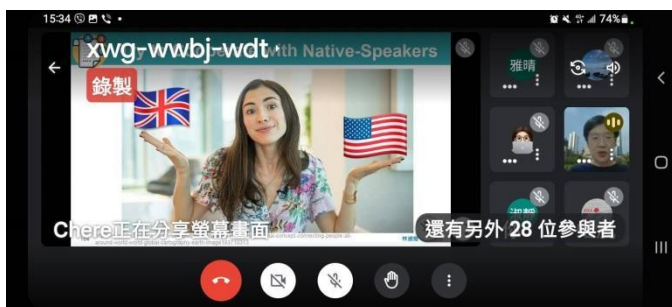 15:34
74%
xwg-wwbj-wdt
with Native-Speakers
錄製
雅晴
Chere正在分享螢幕畫面
還有另外 28 位參與者